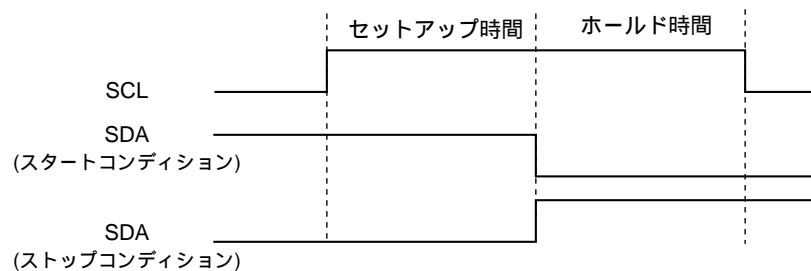 セットアップ時間
ホールド時間
SCL
SDA
(スタートコンディション)
SDA
(ストップコンディション)